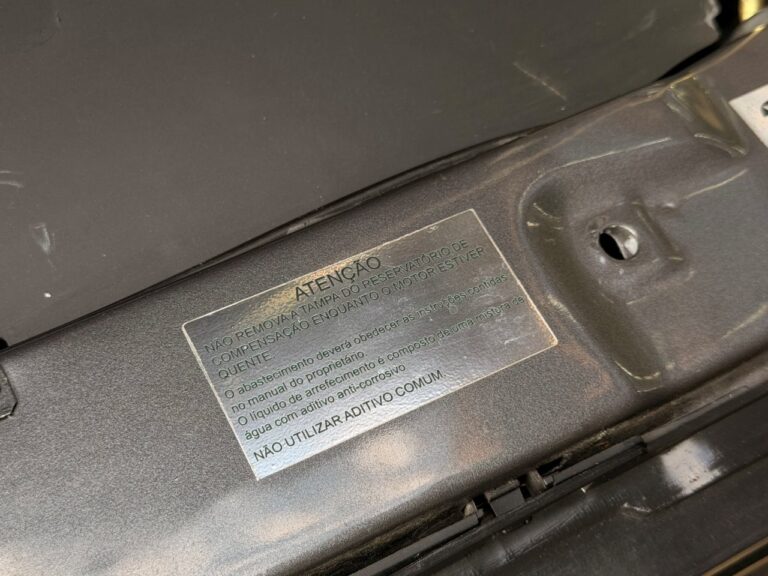 ATENÇÃO
NÃO REMOVA A TAMPA DO RESERVATÓRIO DE
COMPENSAÇÃO ENQUANTO O MOTOR ESTIVER
QUENTE
O abastecimento deverá obedecer as instruções contidas
no manual do proprietário
O líquido de arrefecimento é composto de uma mistura de
água com aditivo anti-corrosivo
NÃO UTILIZAR ADITIVO COMUM